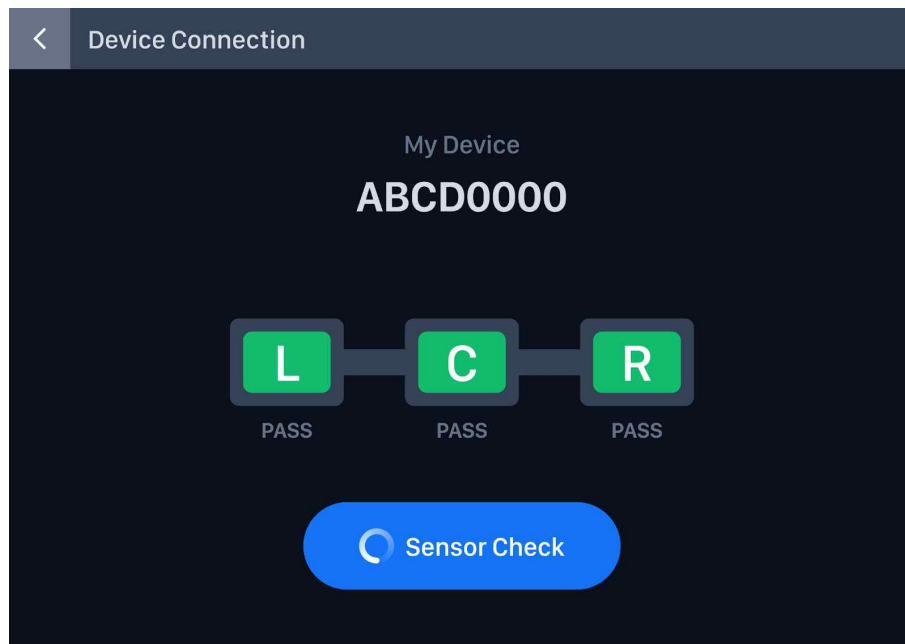 Device Connection
My Device
ABCD0000
L C R
PASS PASS PASS
Sensor Check